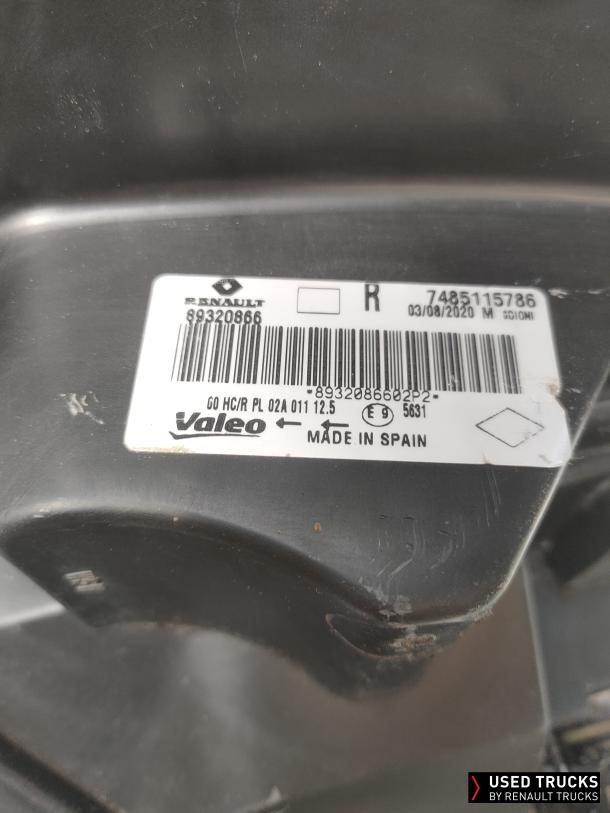 RENAULT
R
7485115786
89320866
03/08/2020 M
*8932086602P2*
00 HC/R PL 02A 011 12.5
E 9
5631
Valeo
MADE IN SPAIN
USED TRUCKS
BY RENAULT TRUCKS